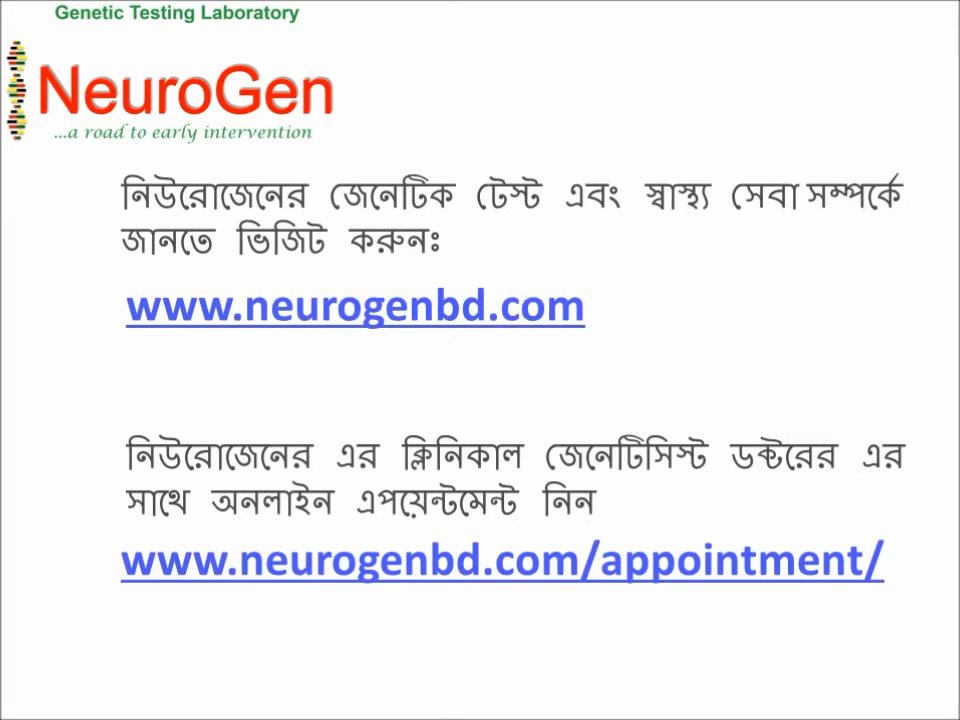 Genetic Testing Laboratory
NeuroGen
...a road to early intervention
নিউরোজেনের জেনেটিক টেস্ট এবং স্বাস্থ্য সেবা সম্পর্কে
জানতে ভিজিট করুনঃ
www.neurogenbd.com
নিউরোজেনের এর ক্লিনিকাল জেনেটিসিস্ট ডক্টরের এর
সাথে অনলাইন এপয়েন্টমেন্ট নিন
www.neurogenbd.com/appointment/